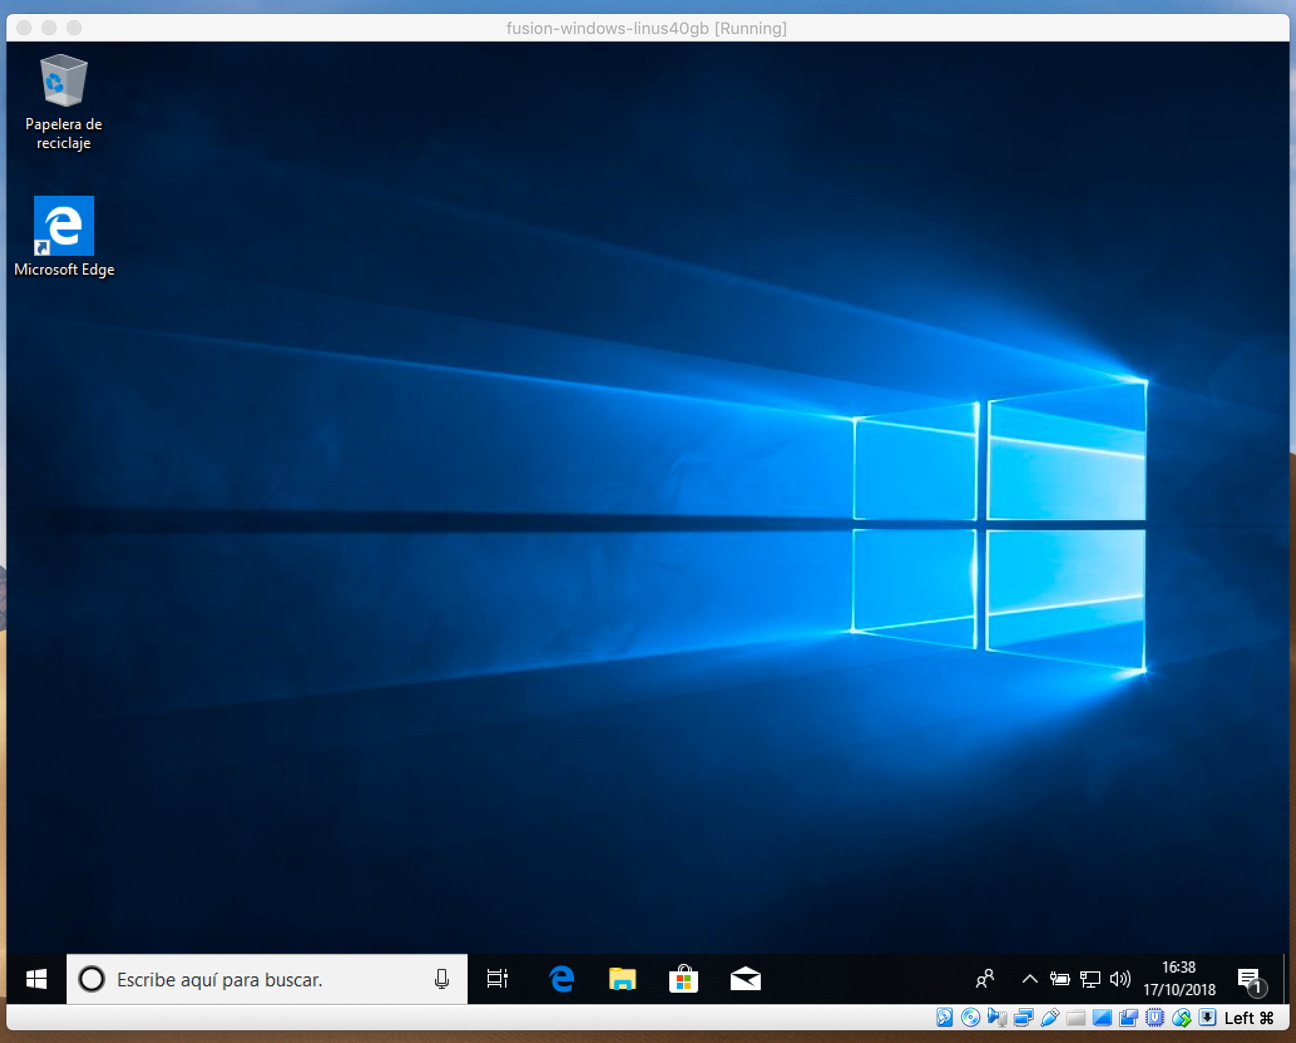 fusion-windows-linus40gb [Running]
Papelera de
reciclaje
Microsoft Edge
Escribe aquí para buscar.
16:38
17/10/2018
1
Left ⌘